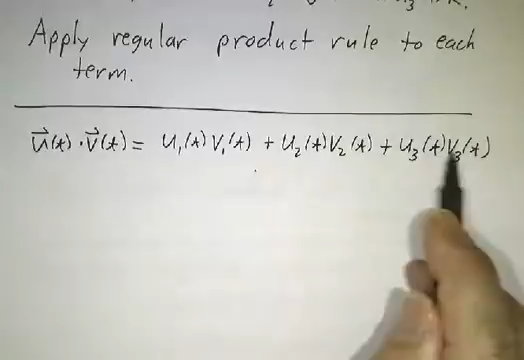 Apply regular product rule to each
term.
u⃗(t)·v⃗(t) = u₁(t)v₁(t) + u₂(t)v₂(t) + u₃(t)v₃(t)